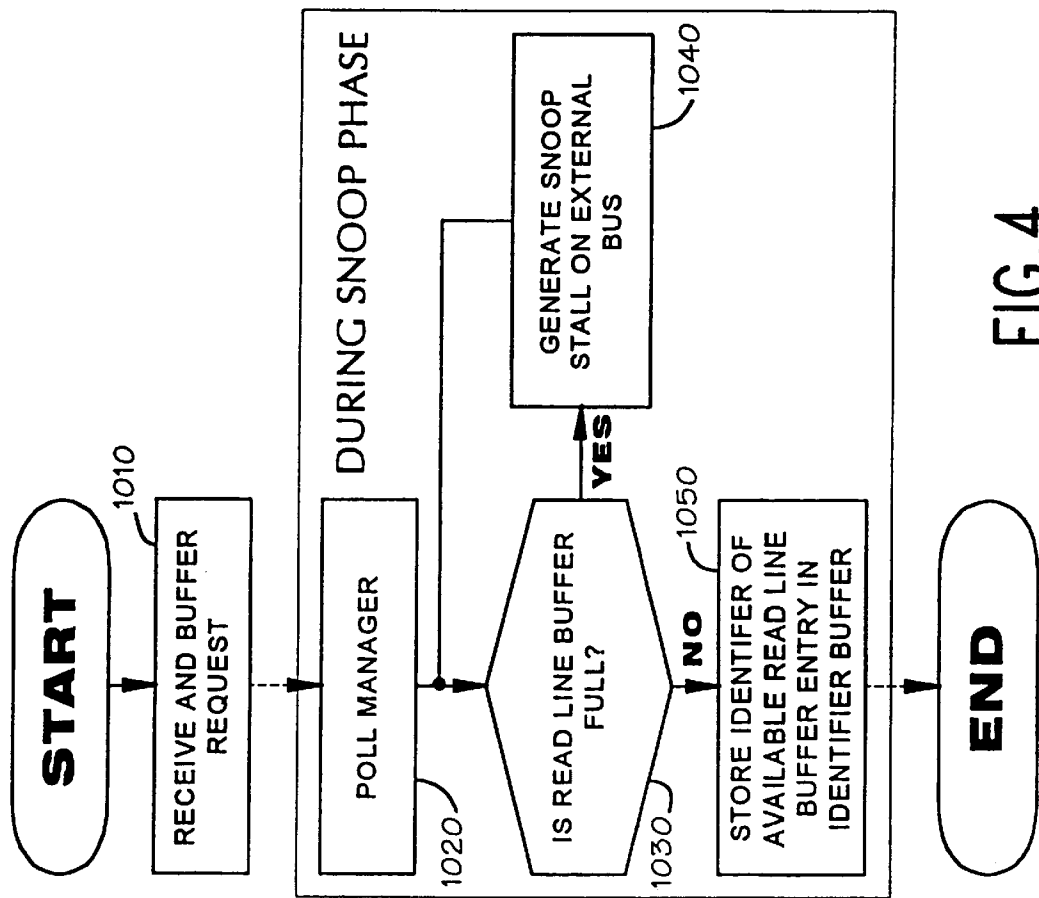 START
1010
RECEIVE AND BUFFER
REQUEST
DURING SNOOP PHASE
POLL MANAGER
1020
IS READ LINE BUFFER
FULL?
1030
YES
GENERATE SNOOP
STALL ON EXTERNAL
BUS
1040
NO
1050
STORE IDENTIFER OF
AVAILABLE READ LINE
BUFFER ENTRY IN
IDENTIFIER BUFFER
END
FIG. 4